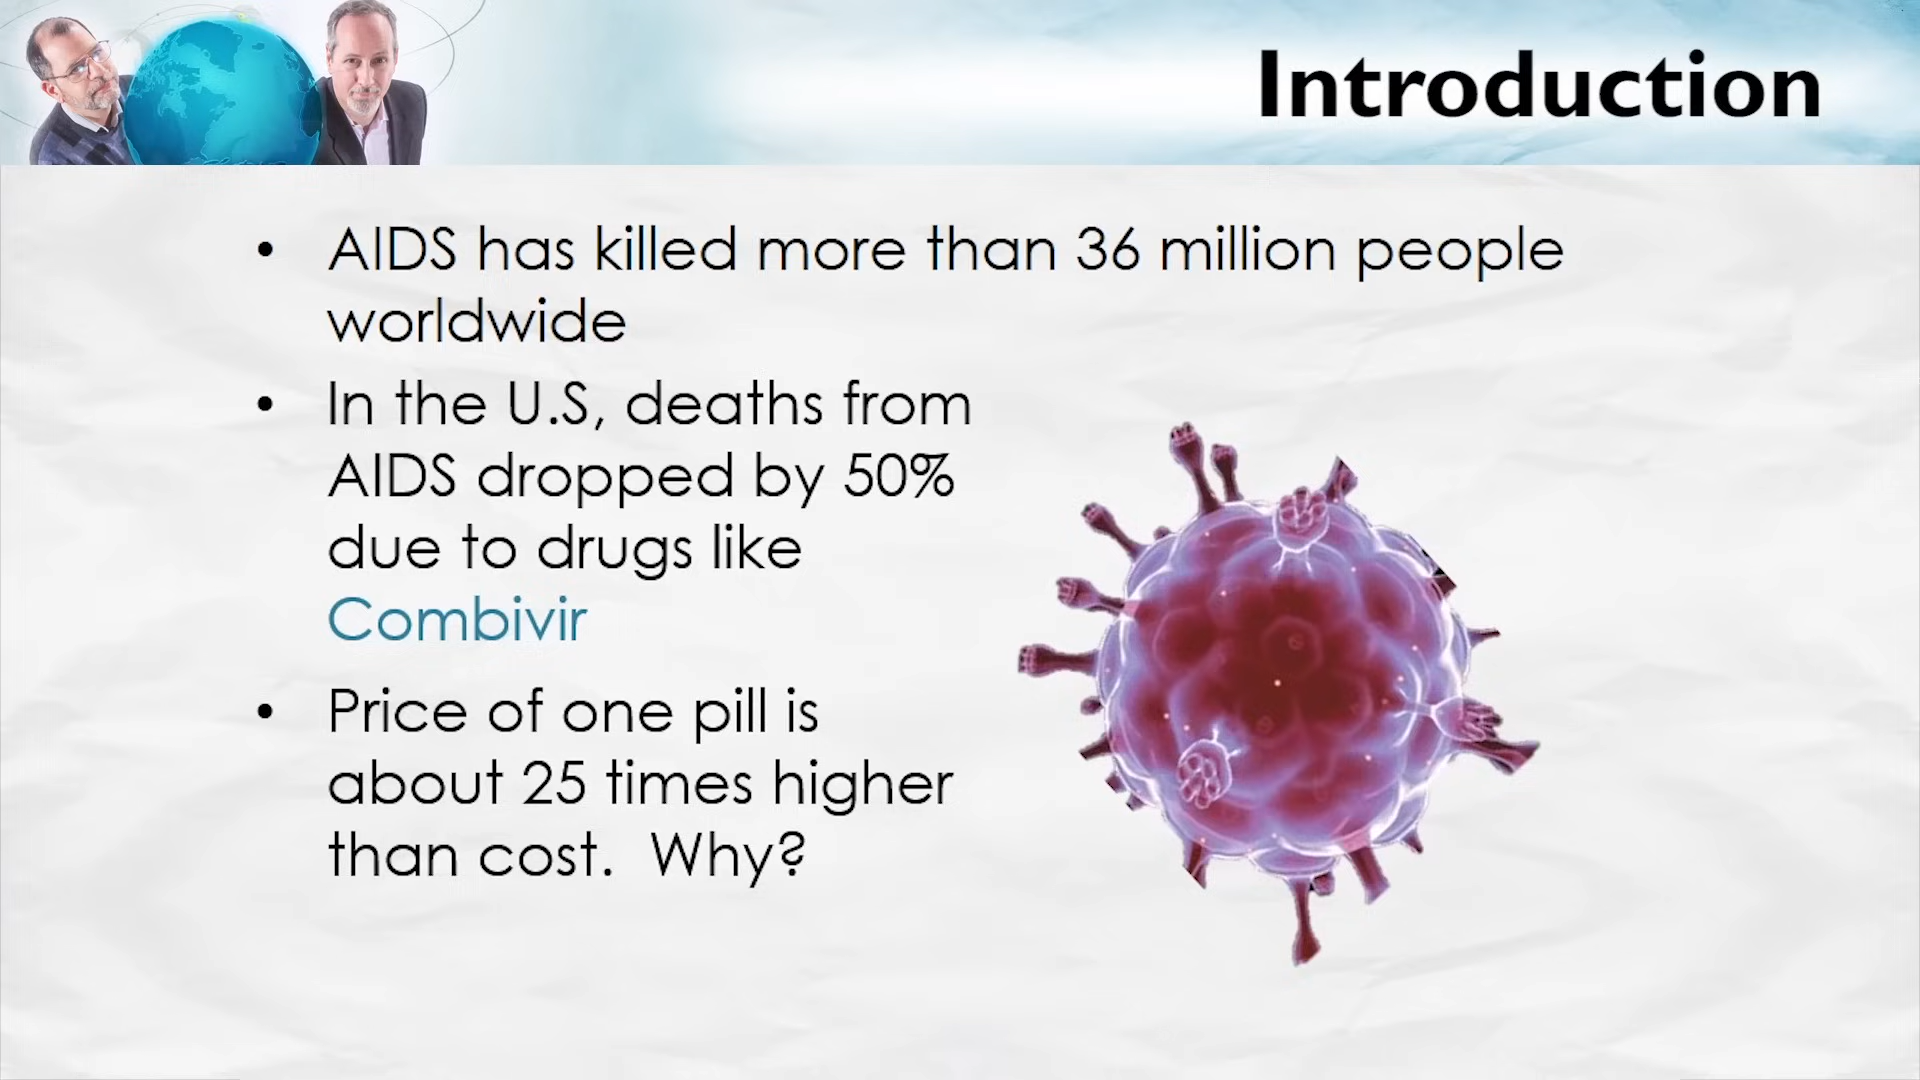 Introduction
• AIDS has killed more than 36 million people
worldwide
• In the U.S, deaths from
AIDS dropped by 50%
due to drugs like
Combivir
• Price of one pill is
about 25 times higher
than cost.  Why?